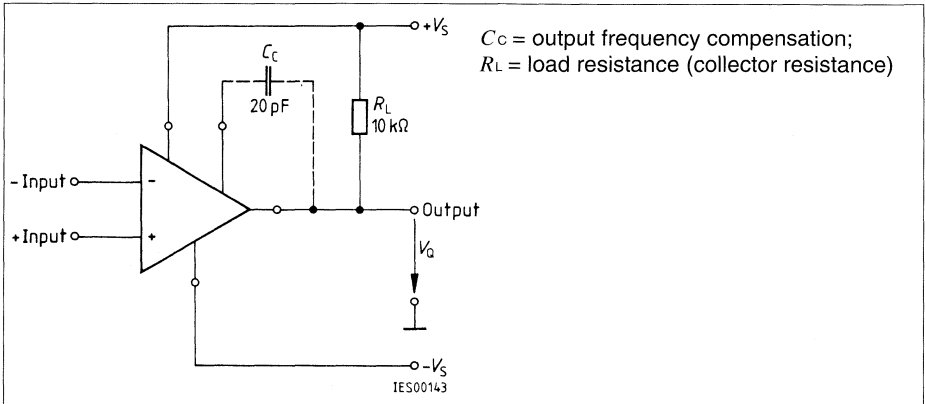 +VS
CC = output frequency compensation;
RL = load resistance (collector resistance)
CC
20 pF
RL
10 kΩ
- Input
-
+ Input
+
Output
VQ
-VS
IES00143